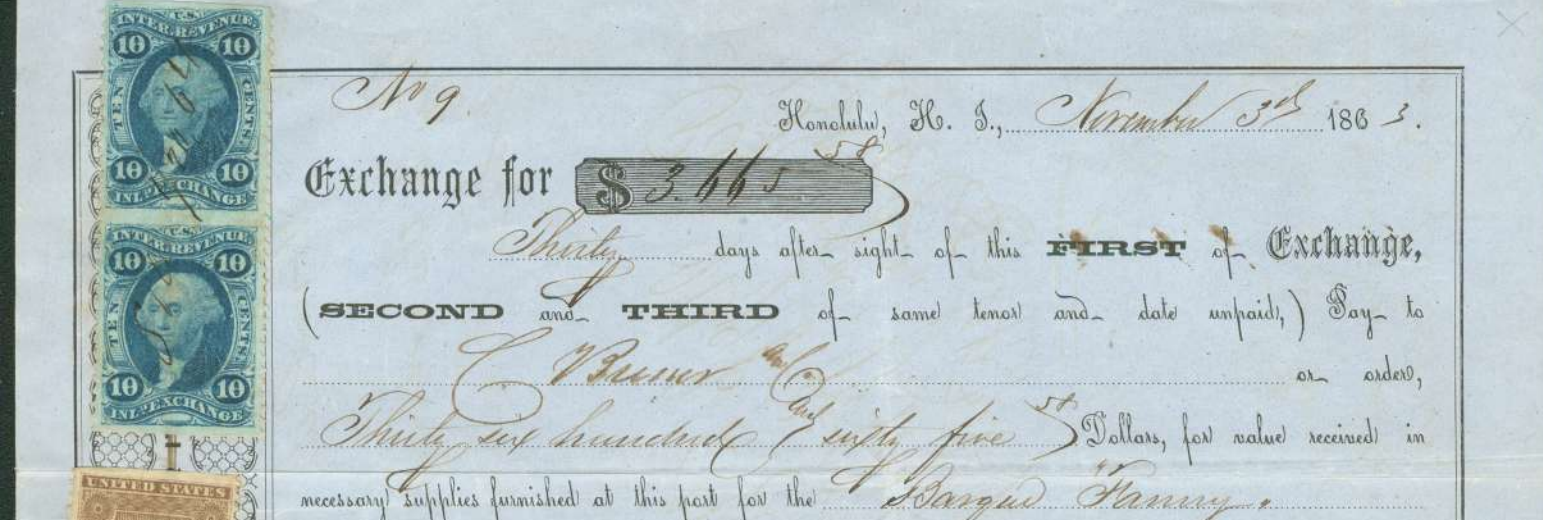 U.S.
INTER. REVENUE
10 10
TEN CENTS
10 10
INL. EXCHANGE
U.S.
INTER. REVENUE
10 10
TEN CENTS
10 10
INL. EXCHANGE
UNITED STATES
No 9.
Honolulu, H. I., November 3rd 1863.
Exchange for $ 3.665 58
Thirty days after sight of this FIRST of Exchange,
(SECOND and THIRD of same tenor and date unpaid,) Pay to
C Brewer & Co. or order,
Thirty six hundred and sixty five 58 Dollars, for value received in
necessary supplies furnished at this port for the Barque "Fanny"